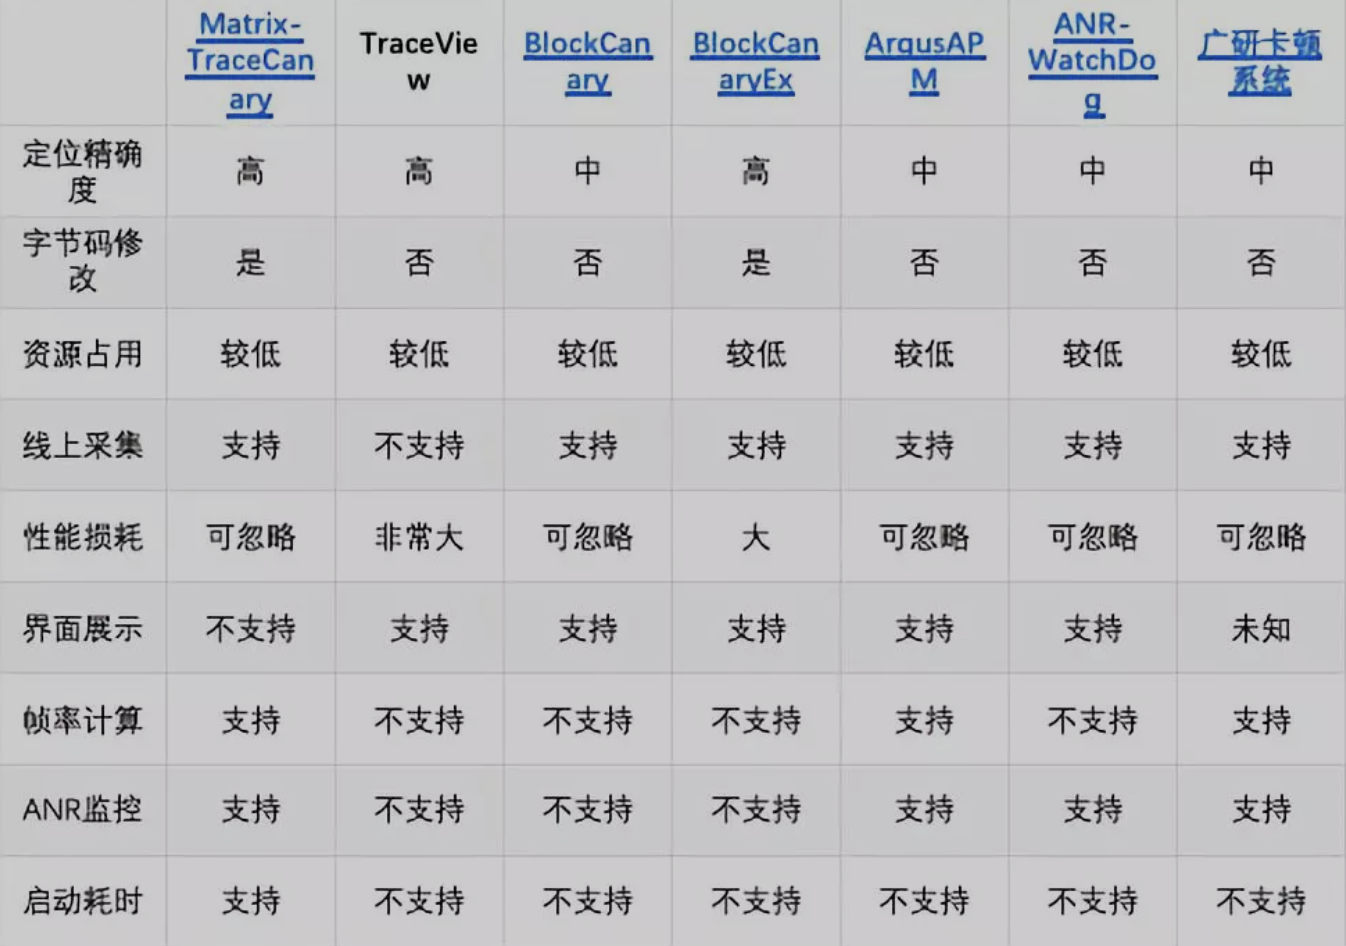 Matrix-
TraceCan
ary
TraceVie
w
BlockCan
ary
BlockCan
aryEx
ArgusAP
M
ANR-
WatchDo
g
广研卡顿
系统
定位精确
度
高 高 中 高 中 中 中
字节码修
改
是 否 否 是 否 否 否
资源占用 较低 较低 较低 较低 较低 较低 较低
线上采集 支持 不支持 支持 支持 支持 支持 支持
性能损耗 可忽略 非常大 可忽略 大 可忽略 可忽略 可忽略
界面展示 不支持 支持 支持 支持 支持 支持 未知
帧率计算 支持 不支持 不支持 不支持 支持 不支持 支持
ANR监控 支持 不支持 不支持 不支持 支持 支持 支持
启动耗时 支持 不支持 不支持 不支持 不支持 不支持 不支持